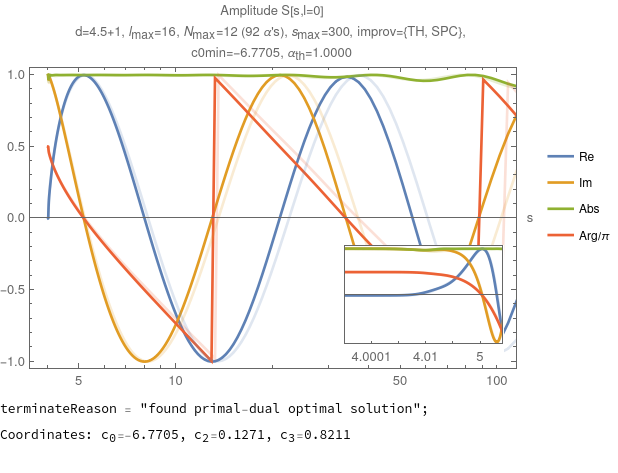 Amplitude S[s,l=0]
d=4.5+1, lmax=16, Nmax=12 (92 α's), smax=300, improv={TH, SPC},
c0min=−6.7705, αth=1.0000
1.0
0.5
0.0
−0.5
−1.0
5
10
50
100
s
4.0001
4.01
5
Re
Im
Abs
Arg/π
terminateReason = "found primal-dual optimal solution";
Coordinates: c0=-6.7705, c2=0.1271, c3=0.8211